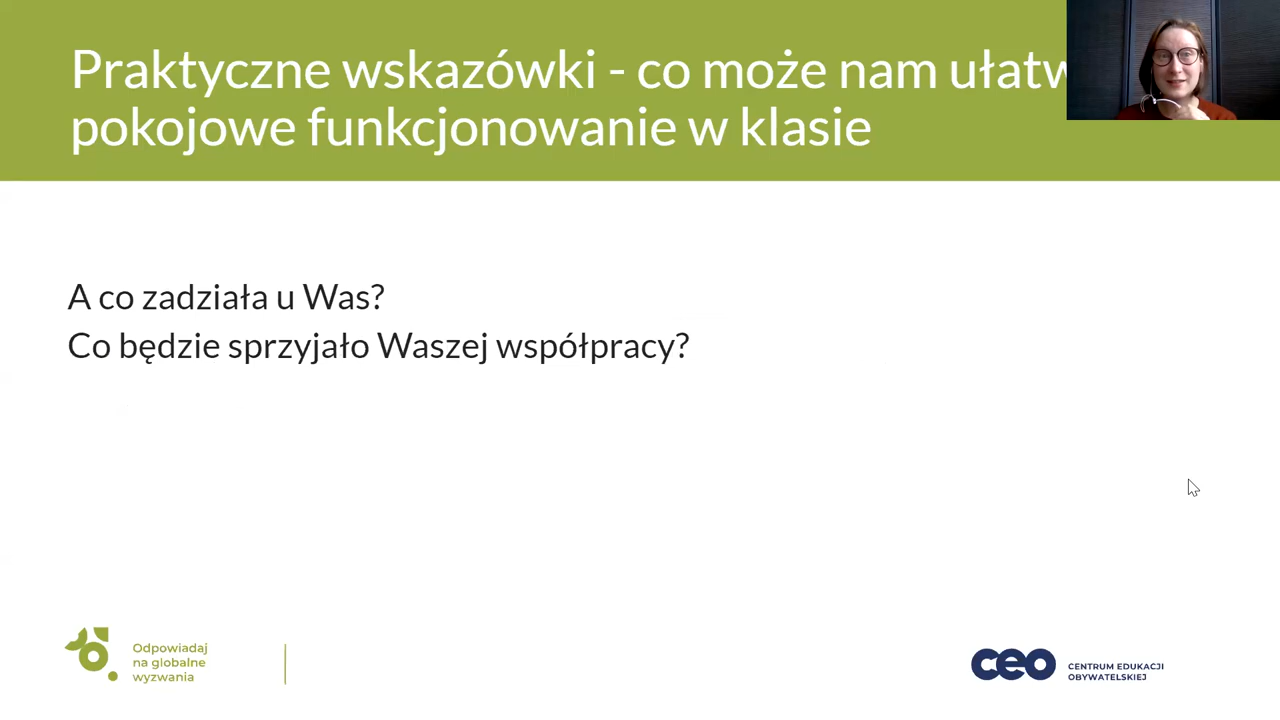 Praktyczne wskazówki - co może nam ułatw
pokojowe funkcjonowanie w klasie
A co zadziała u Was?
Co będzie sprzyjało Waszej współpracy?
Odpowiadaj
na globalne
wyzwania
ceo
CENTRUM EDUKACJI
OBYWATELSKIEJ